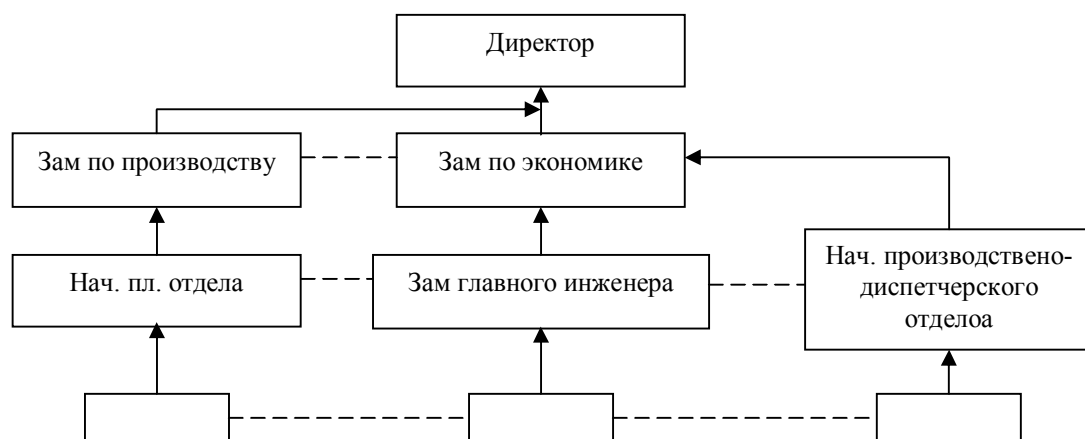 Директор
Зам по производству
Зам по экономике
Нач. пл. отдела
Зам главного инженера
Нач. производствено-
диспетчерского
отделоа